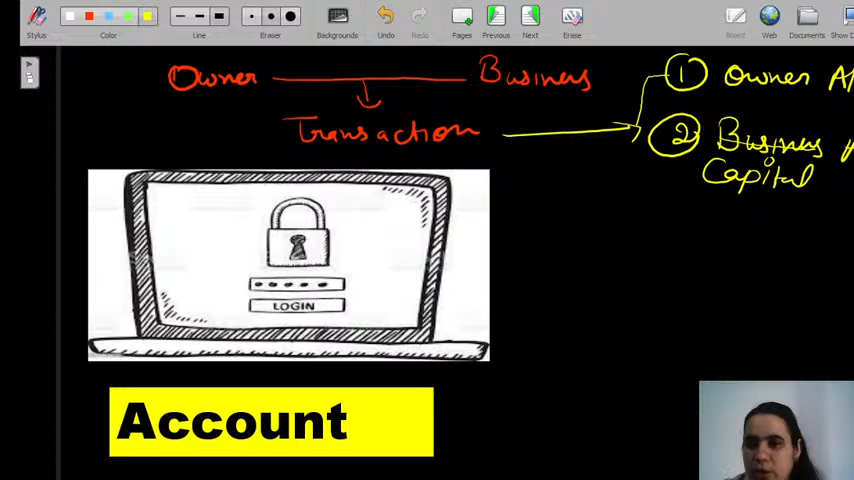 Stylus
Color
Line
Eraser
Backgrounds
Undo
Redo
Pages
Previous
Next
Erase
Board
Web
Documents
Show D
Owner Business
Transaction
① Owner A
② Business
Capital
LOGIN
Account